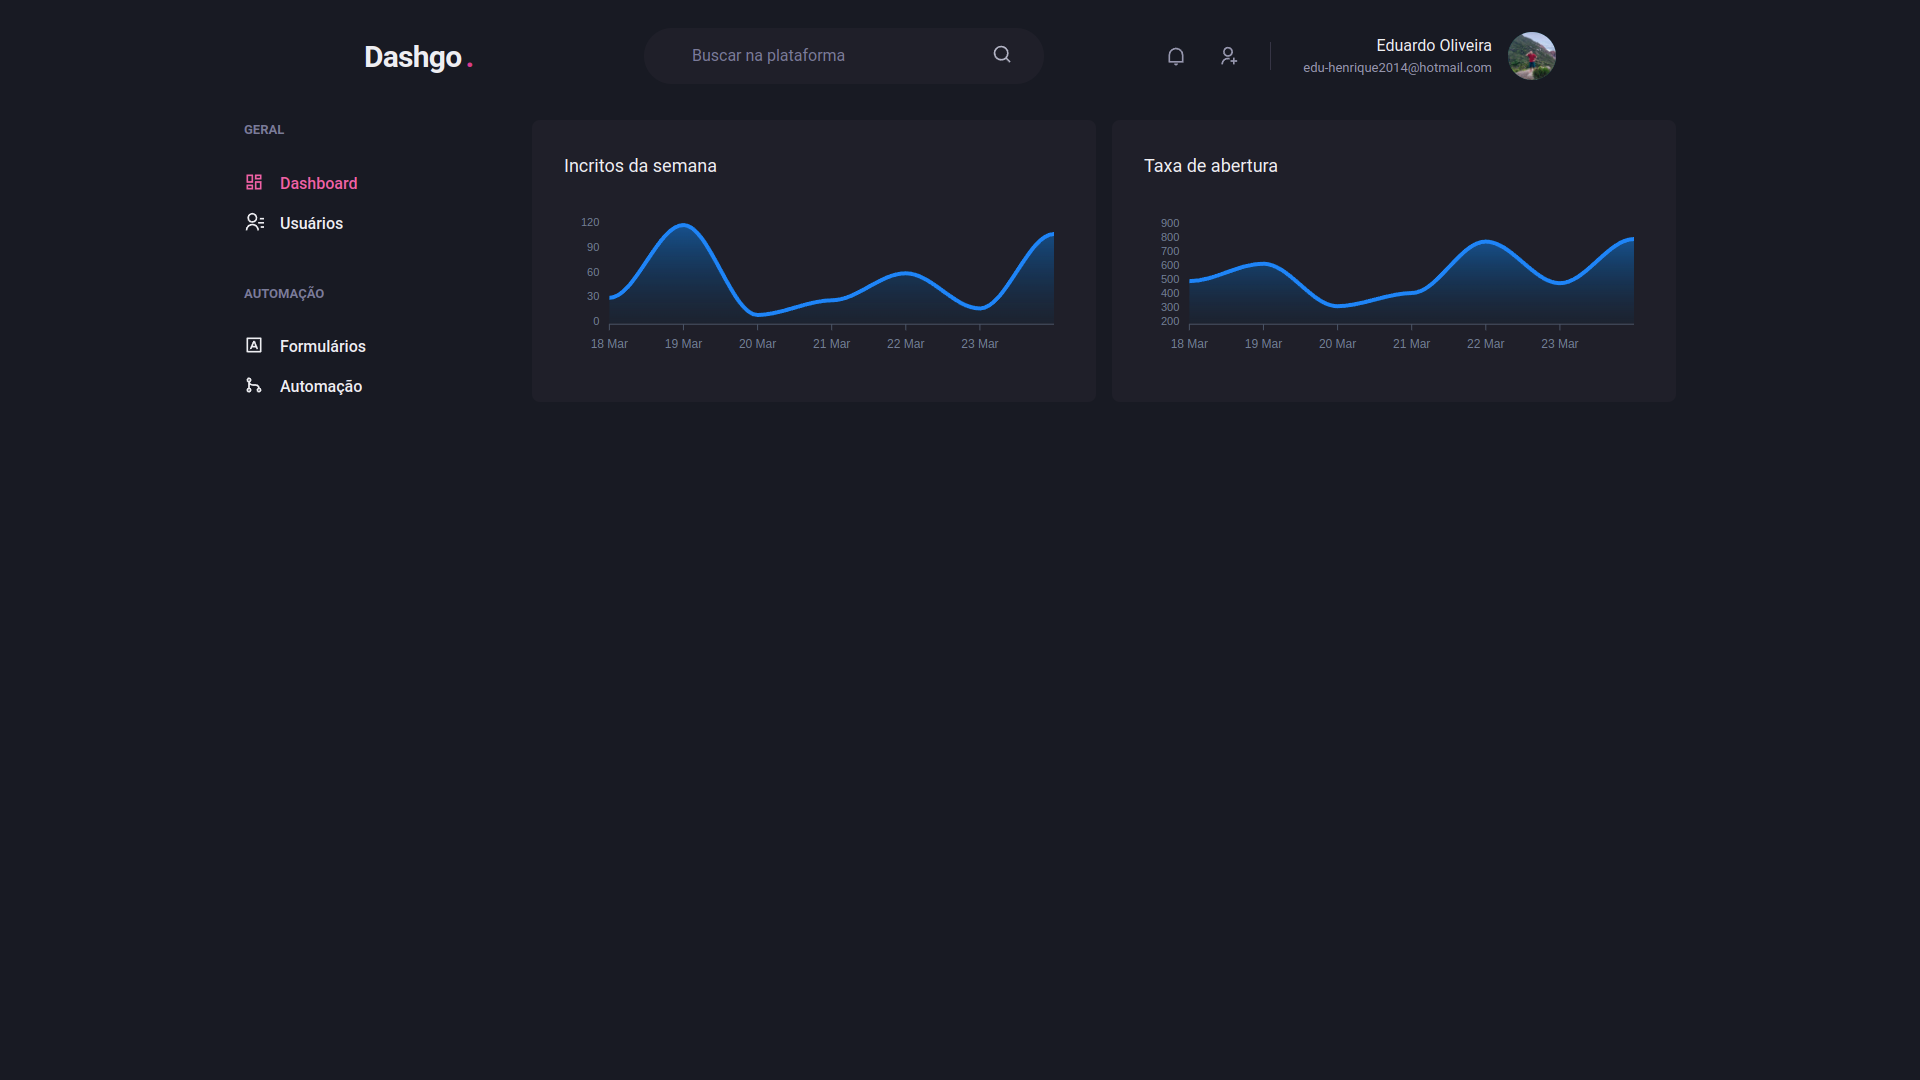 Dashgo.
Buscar na plataforma
Eduardo Oliveira
edu-henrique2014@hotmail.com
GERAL
Dashboard
Usuários
AUTOMAÇÃO
Formulários
Automação
Incritos da semana
120
90
60
30
0
18 Mar 19 Mar 20 Mar 21 Mar 22 Mar 23 Mar
Taxa de abertura
900
800
700
600
500
400
300
200
18 Mar 19 Mar 20 Mar 21 Mar 22 Mar 23 Mar